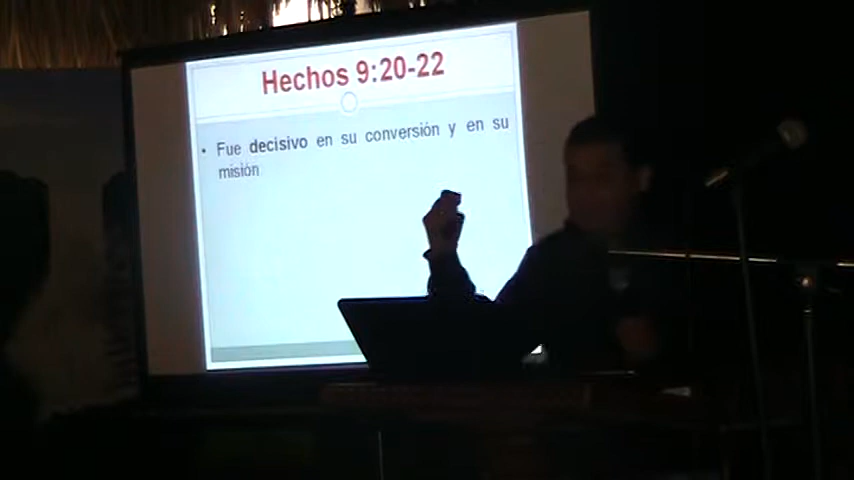 Hechos 9:20-22
• Fue decisivo en su conversión y en su
misión